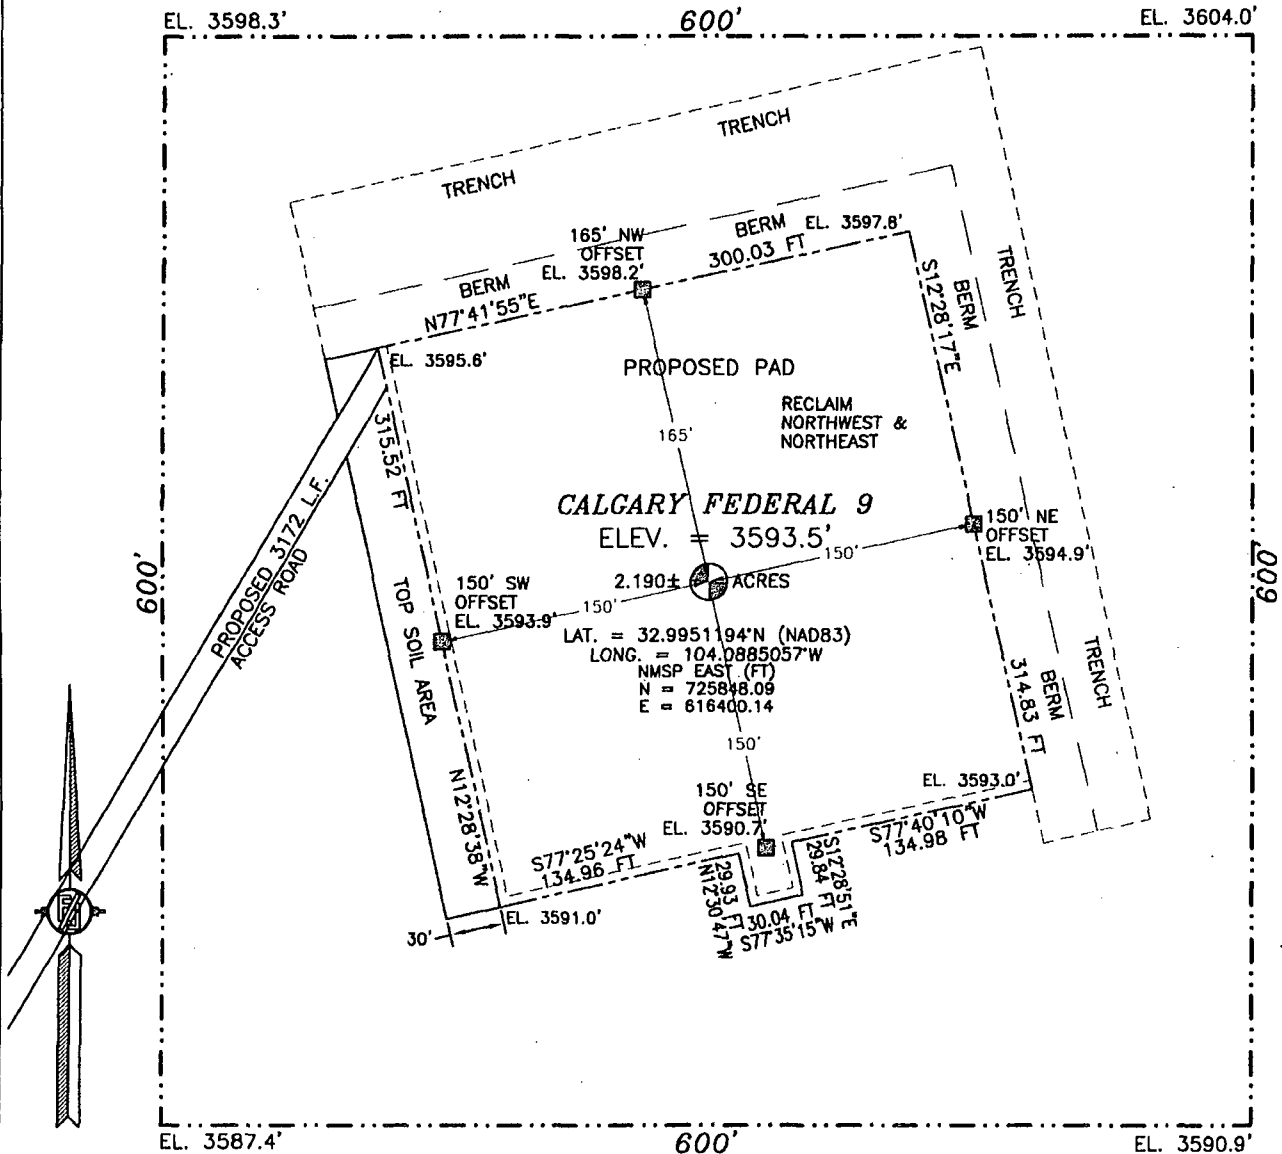 EL. 3598.3'
600'
EL. 3604.0'
TRENCH
TRENCH
165' NW
OFFSET
EL. 3598.2'
BERM
300.03 FT
EL. 3597.8'
BERM
N77°41'55"E
S12°28'17"E
BERM
TRENCH
EL. 3595.6'
PROPOSED PAD
RECLAIM
NORTHWEST &
NORTHEAST
315.52 FT
165'
CALGARY FEDERAL 9
ELEV. = 3593.5'
150' NE
OFFSET
EL. 3594.9'
150'
600'
600'
PROPOSED 3172 L.F.
ACCESS ROAD
2.190± ACRES
150' SW
OFFSET
EL. 3593.9'
150'
TOP SOIL AREA
LAT. = 32.9951194°N (NAD83)
LONG. = 104.0885057°W
NMSP EAST (FT)
N = 725848.09
E = 616400.14
314.83 FT
BERM
TRENCH
150'
150' SE
OFFSET
EL. 3590.7'
EL. 3593.0'
N12°28'38"W
S77°25'24"W
134.96 FT
S77°40'10"W
134.98 FT
29.93 FT
N12°30'47"W
S12°28'51"E
29.84 FT
30.04 FT
S77°35'15"W
EL. 3591.0'
30'
EL. 3587.4'
600'
EL. 3590.9'